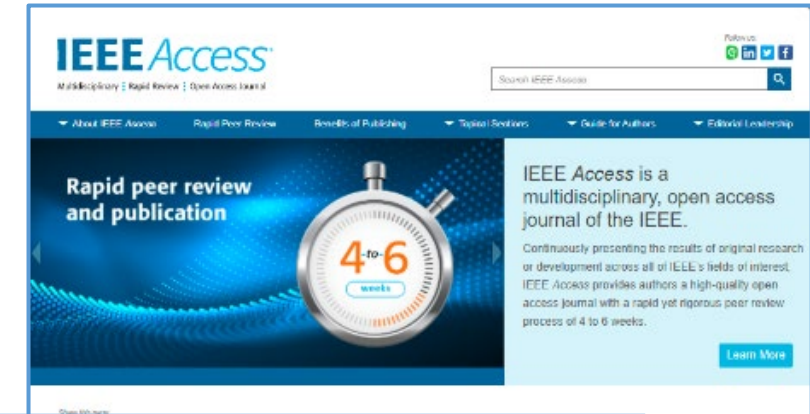 IEEE Access
Multidisciplinary | Rapid Review | Open Access Journal
Follow us:
Search IEEE Access
About IEEE Access
Rapid Peer Review
Benefits of Publishing
Topical Sections
Guide for Authors
Editorial Leadership
Rapid peer review
and publication
4-to-6
weeks
IEEE Access is a
multidisciplinary, open access
journal of the IEEE.
Continuously presenting the results of original research
or development across all of IEEE's fields of interest,
IEEE Access provides authors a high-quality open
access journal with a rapid yet rigorous peer review
process of 4 to 6 weeks.
Learn More
Share this page: